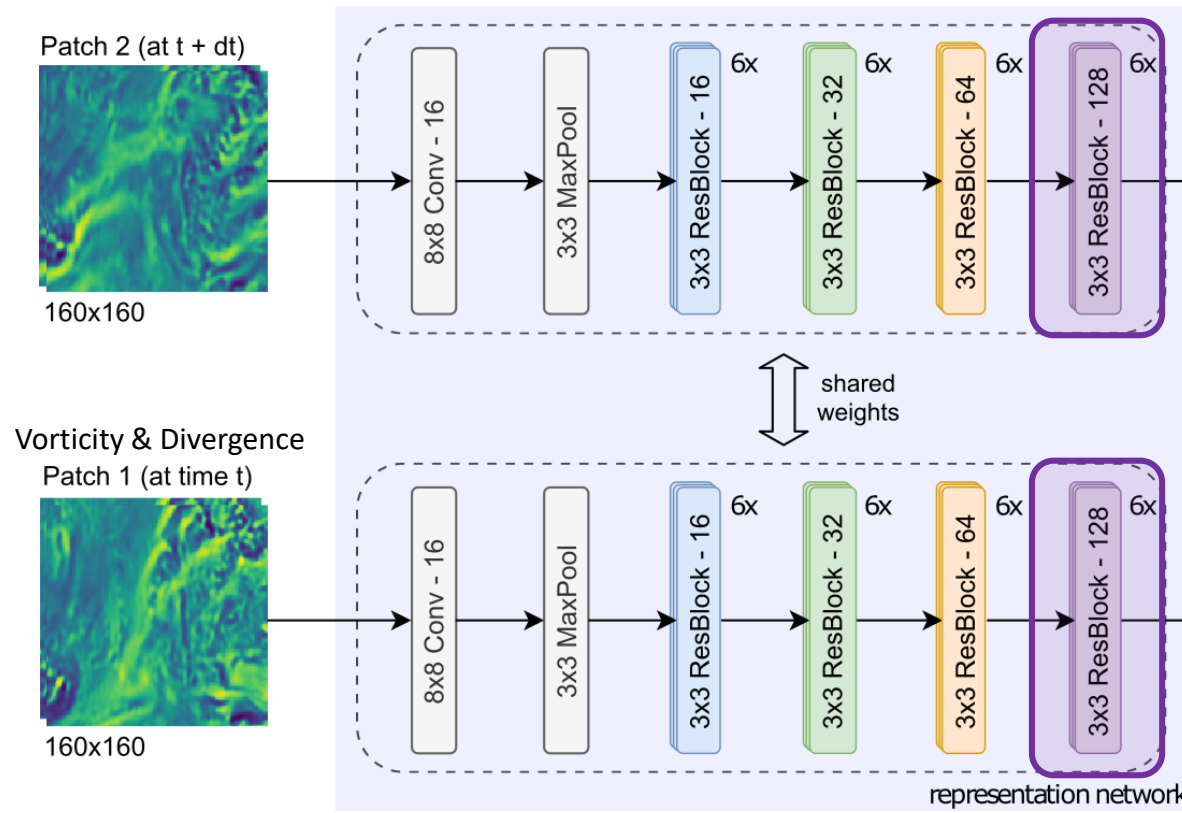 Patch 2 (at t + dt)
160x160
8x8 Conv - 16
3x3 MaxPool
3x3 ResBlock - 16
6x
3x3 ResBlock - 32
6x
3x3 ResBlock - 64
6x
3x3 ResBlock - 128
6x
shared
weights
Vorticity & Divergence
Patch 1 (at time t)
160x160
8x8 Conv - 16
3x3 MaxPool
3x3 ResBlock - 16
6x
3x3 ResBlock - 32
6x
3x3 ResBlock - 64
6x
3x3 ResBlock - 128
6x
representation network